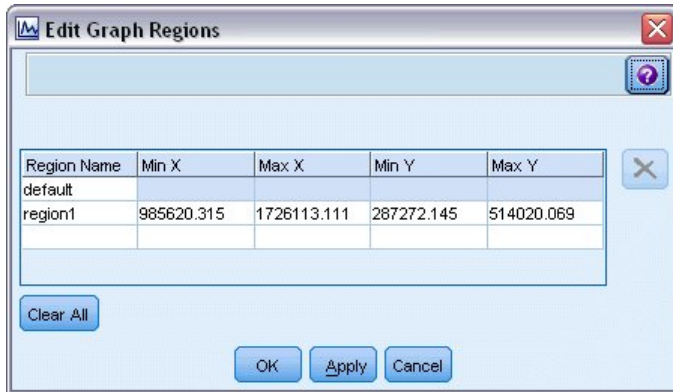 Edit Graph Regions
Region Name Min X Max X Min Y Max Y
default
region1 985620.315 1726113.111 287272.145 514020.069
Clear All
OK Apply Cancel